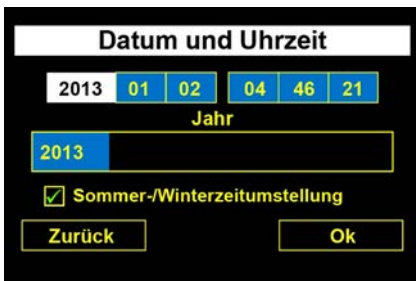 Datum und Uhrzeit
2013 01 02 04 46 21
Jahr
2013
Sommer-/Winterzeitumstellung
Zurück Ok